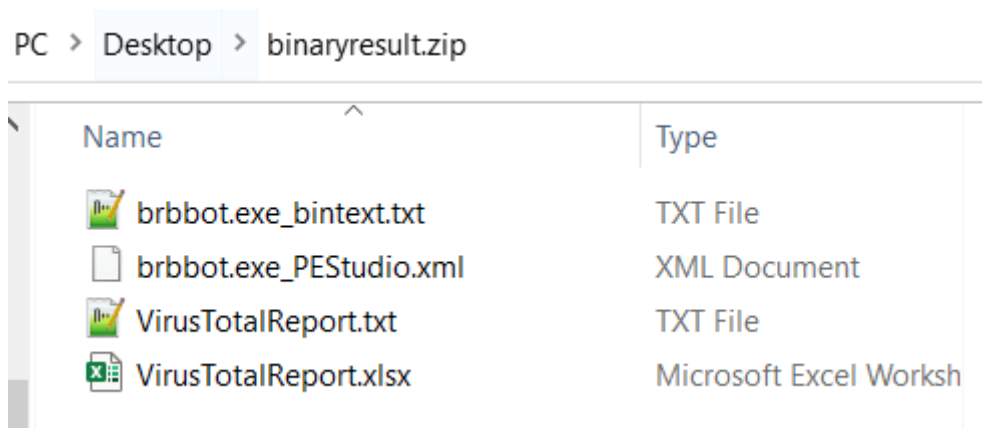 PC > Desktop > binaryresult.zip
Name Type
brbbot.exe_bintext.txt TXT File
brbbot.exe_PEStudio.xml XML Document
VirusTotalReport.txt TXT File
VirusTotalReport.xlsx Microsoft Excel Worksh